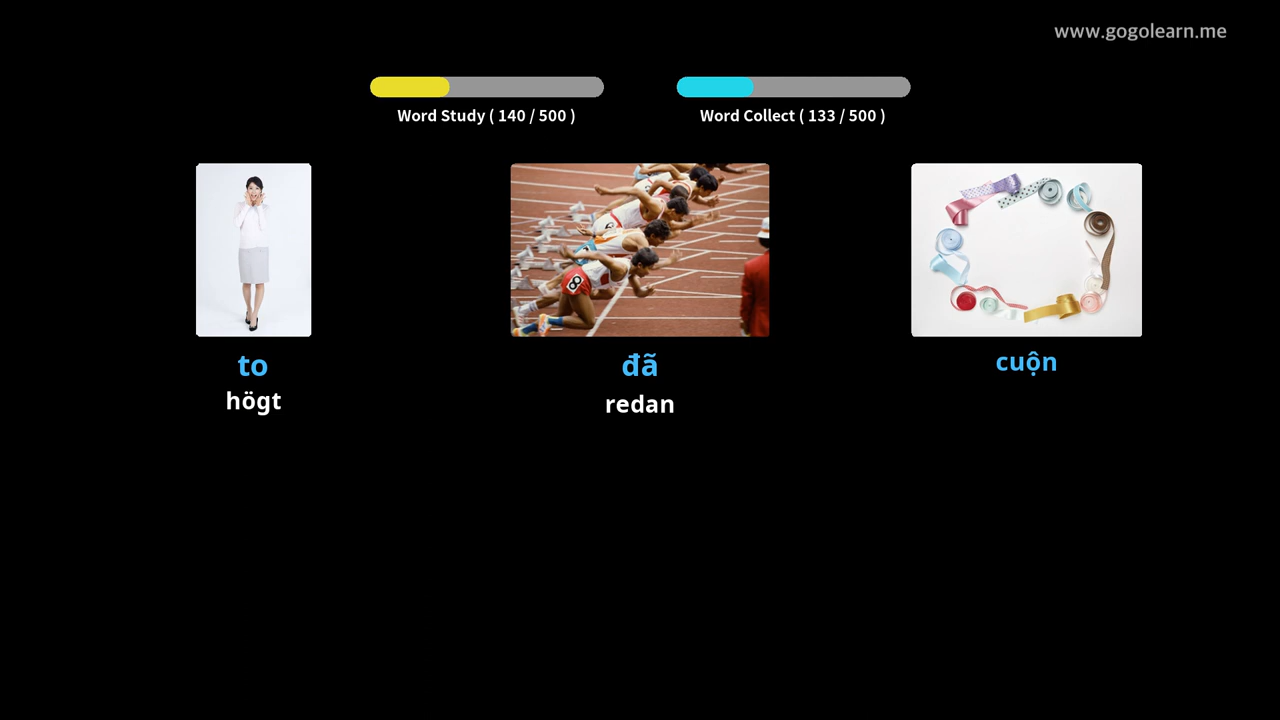 www.gogolearn.me
Word Study ( 140 / 500 )
Word Collect ( 133 / 500 )
to
högt
đã
redan
cuộn